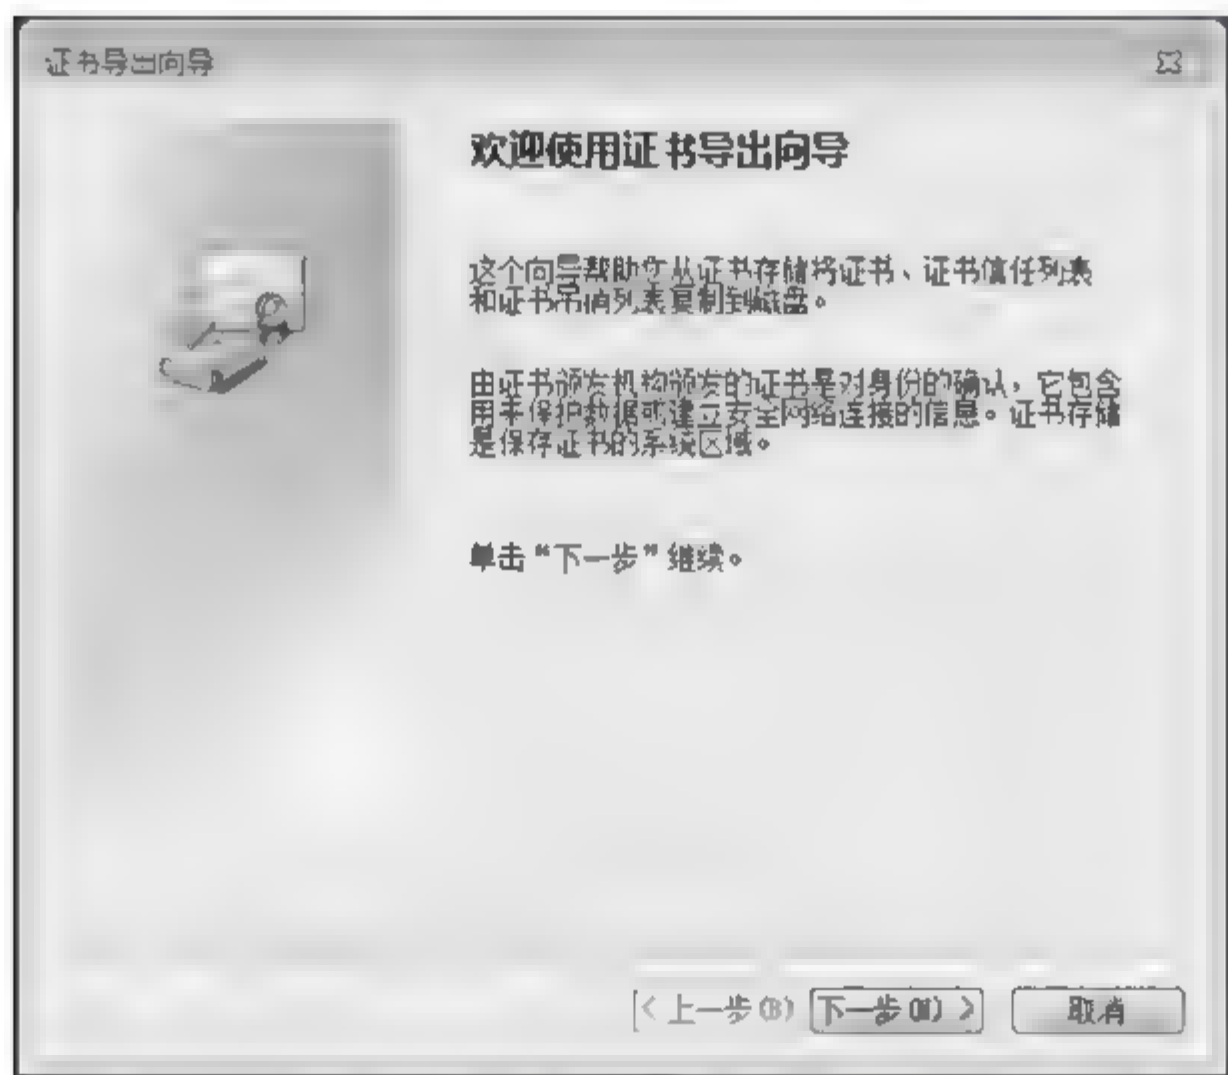 证书导出向导
欢迎使用证书导出向导
这个向导帮助您从证书存储将证书、证书信任列表
和证书吊销列表复制到磁盘。
由证书颁发机构颁发的证书是对身份的确认，它包含
用来保护数据或建立安全网络连接的信息。证书存储
是保存证书的系统区域。
单击“下一步”继续。
< 上一步(B) 下一步(N) > 取消